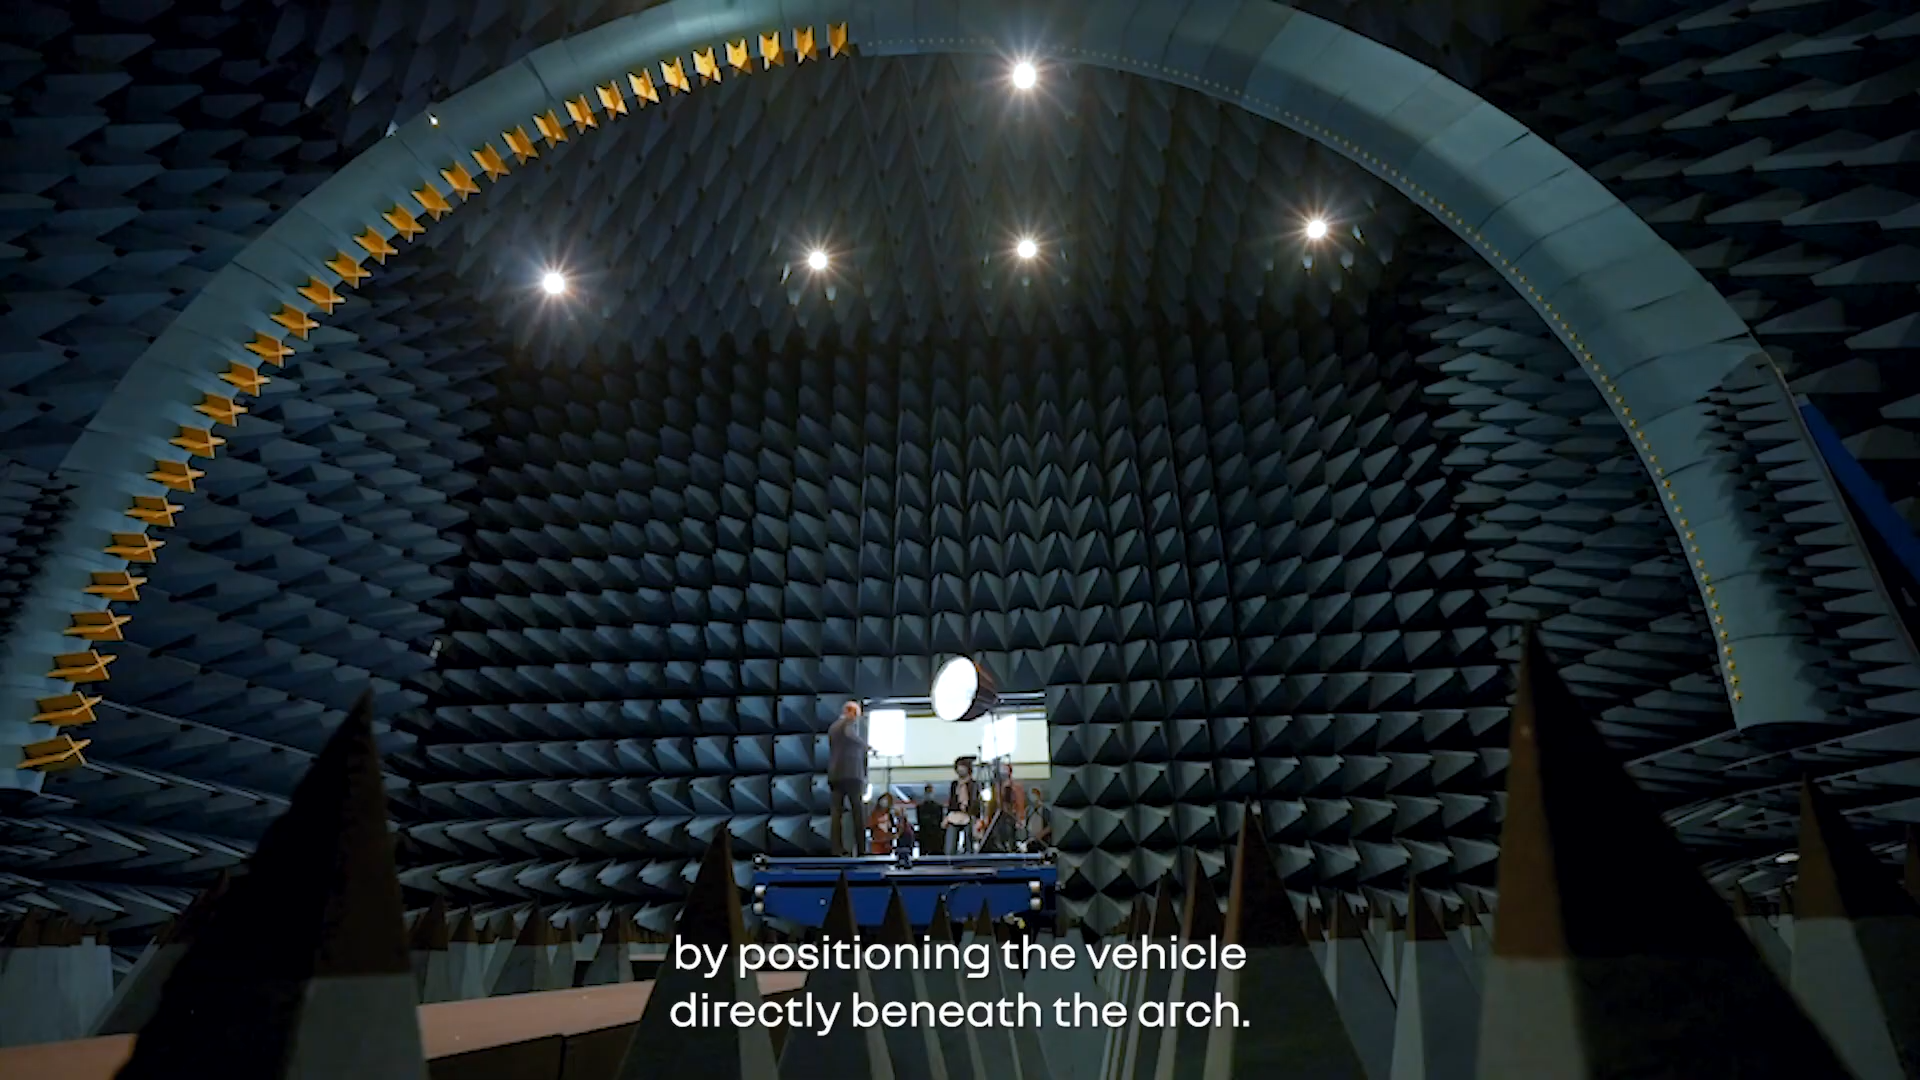 by positioning the vehicle
directly beneath the arch.